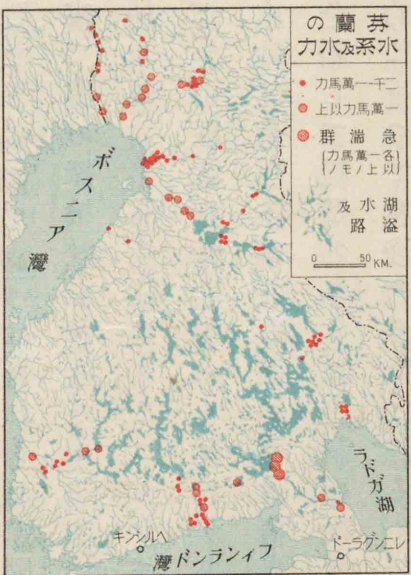 芬蘭の
水系及水力
二千—一萬馬力
一萬馬力以上
急湍群
各一萬馬力
以上ノモノ
湖水及
溢路
0 50 KM.
ボスニア灣
ラドガ湖
ヘルシンキ
フィンランド灣
レニングラード